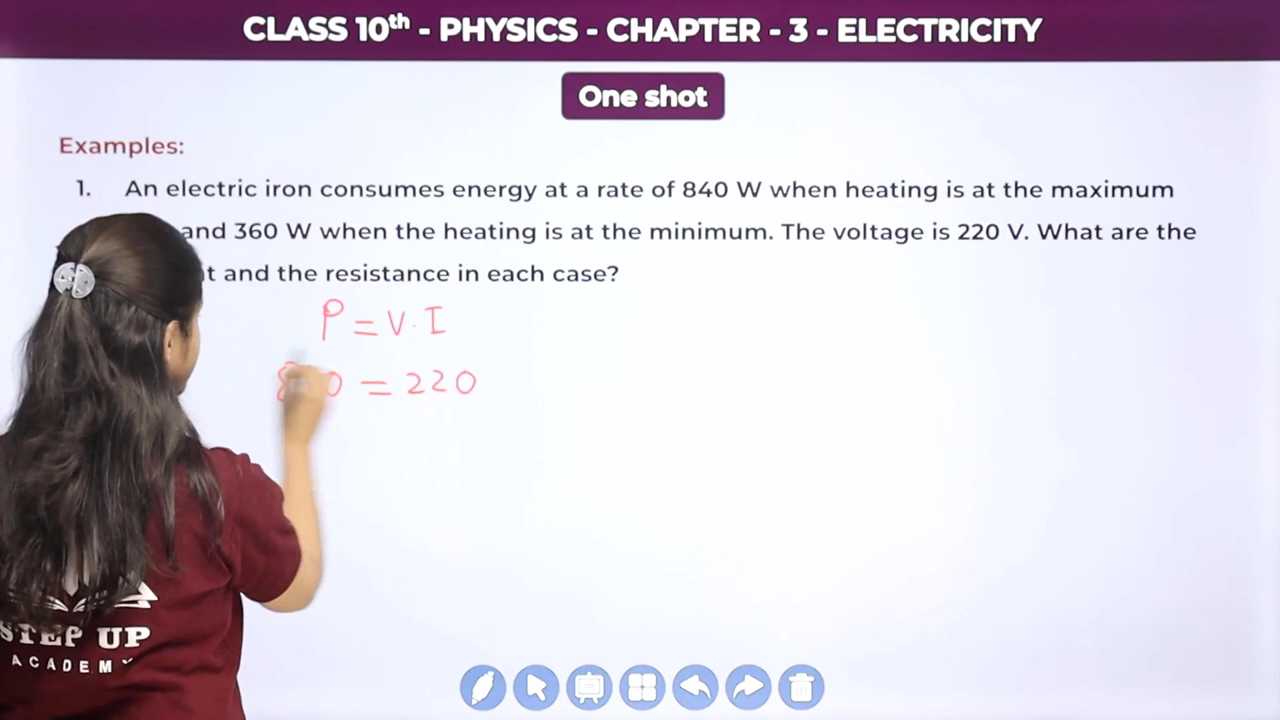 CLASS 10th - PHYSICS - CHAPTER - 3 - ELECTRICITY
One shot
Examples:
1. An electric iron consumes energy at a rate of 840 W when heating is at the maximum
and 360 W when the heating is at the minimum. The voltage is 220 V. What are the
and the resistance in each case?
P = V. I
= 220
STEP UP
ACADEMY